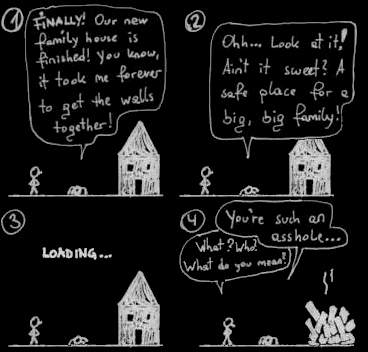 1
FINALLY! Our new
family house is
finished! You know,
it took me forever
to get the walls
together!
2
Ohh... Look at it!
Ain't it sweet? A
safe place for a
big, big family!
3
LOADING...
4
You're such an
asshole...
What? Who?
What do you mean?